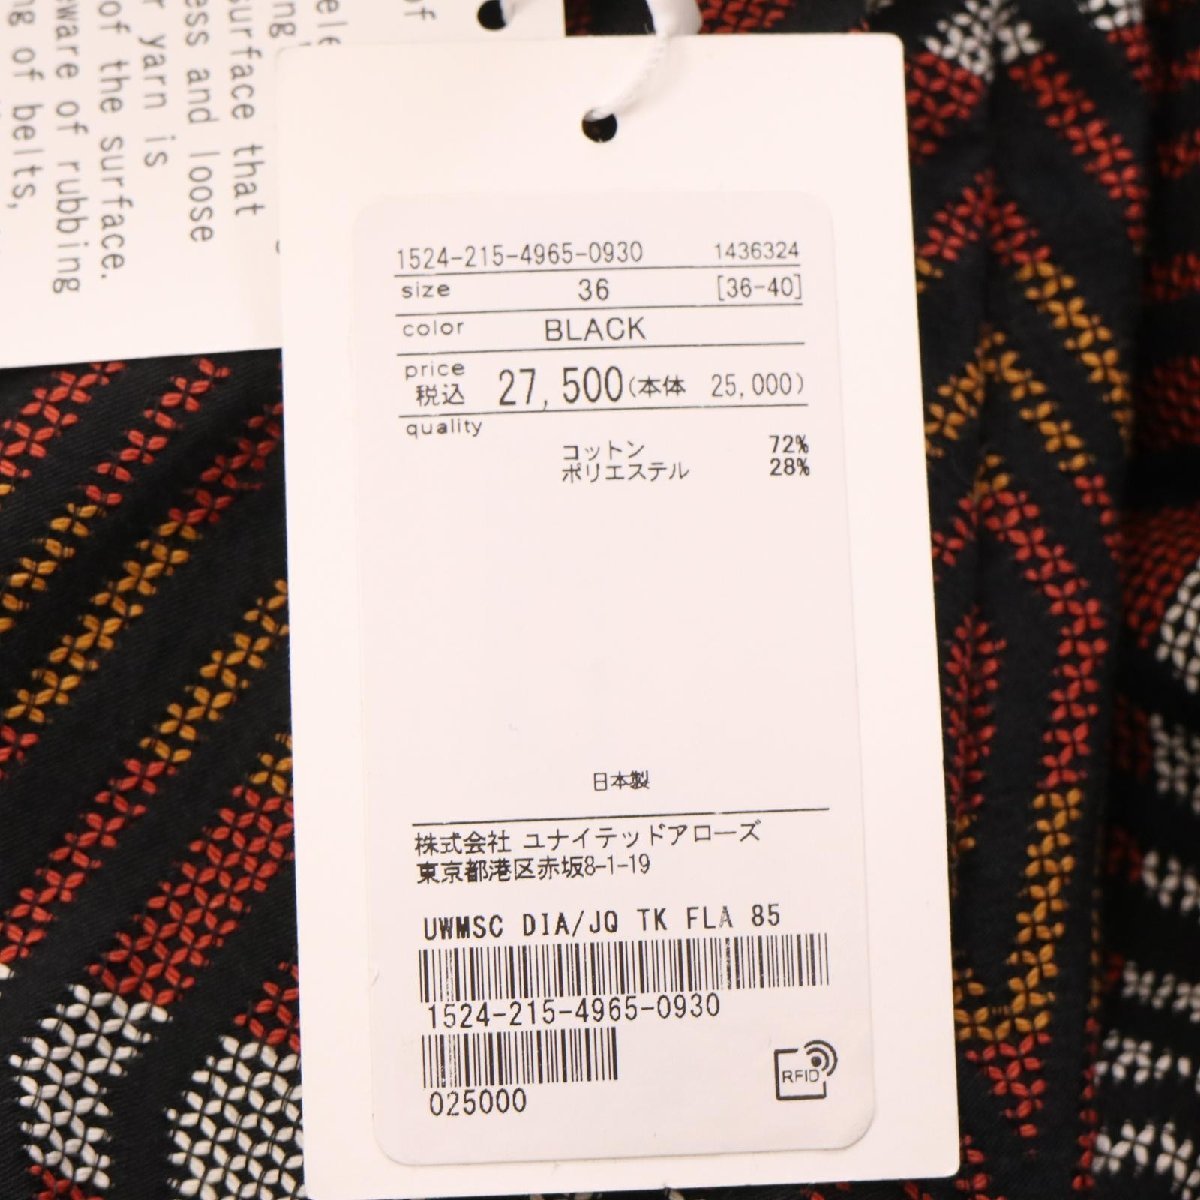 of
surface that
ess and loose
yarn is
of the surface.
ware of rubbing
of belts,
1524-215-4965-0930 1436324
size 36 [36-40]
color BLACK
price
税込 27,500(本体 25,000)
quality
コットン 72%
ポリエステル 28%
日本製
株式会社 ユナイテッドアローズ
東京都港区赤坂8-1-19
UWMSC DIA/JQ TK FLA 85
1524-215-4965-0930
025000
RFID